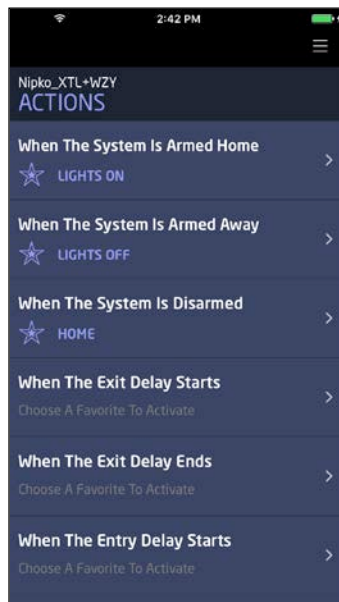 2:42 PM
Nipko_XTL+WZY
ACTIONS
When The System Is Armed Home
LIGHTS ON
When The System Is Armed Away
LIGHTS OFF
When The System Is Disarmed
HOME
When The Exit Delay Starts
Choose A Favorite To Activate
When The Exit Delay Ends
Choose A Favorite To Activate
When The Entry Delay Starts
Choose A Favorite To Activate